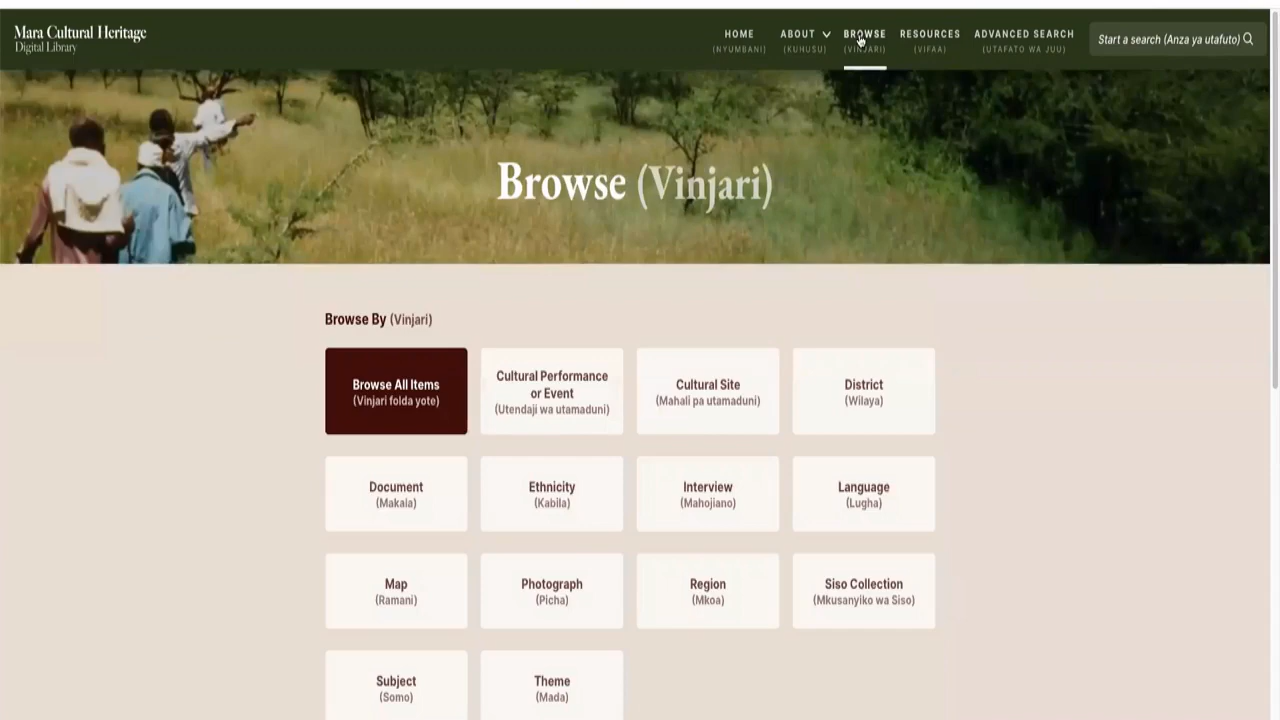 Mara Cultural Heritage
Digital Library
HOME
(NYUMBANI)
ABOUT
(KUHUSU)
BROWSE
(VINJARI)
RESOURCES
(VIFAA)
ADVANCED SEARCH
(UTAFATO WA JUU)
Start a search (Anza ya utafuto)
Browse (Vinjari)
Browse By (Vinjari)
Browse All Items
(Vinjari folda yote)
Cultural Performance
or Event
(Utendaji wa utamaduni)
Cultural Site
(Mahali pa utamaduni)
District
(Wilaya)
Document
(Makala)
Ethnicity
(Kabila)
Interview
(Mahojiano)
Language
(Lugha)
Map
(Ramani)
Photograph
(Picha)
Region
(Mkoa)
Siso Collection
(Mkusanyiko wa Siso)
Subject
(Somo)
Theme
(Mada)